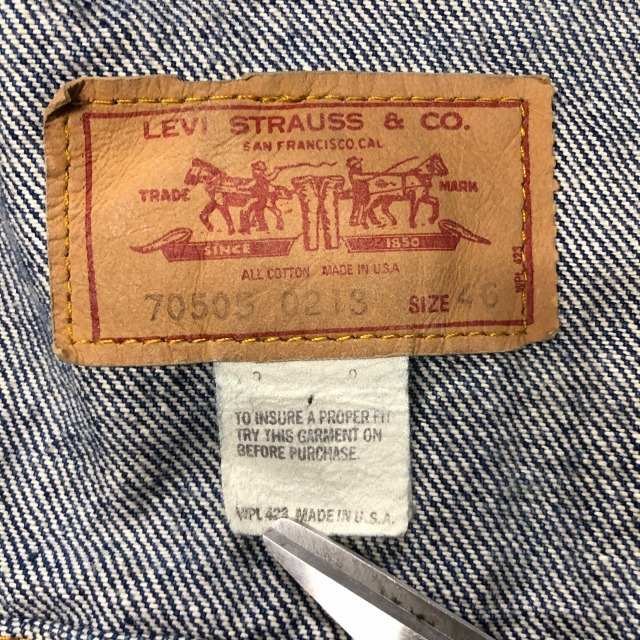 LEVI STRAUSS & CO.
SAN FRANCISCO CAL
TRADE MARK
SINCE 1850
ALL COTTON MADE IN U.S.A
70505 0213 SIZE 46
WPL 423
TO INSURE A PROPER FIT
TRY THIS GARMENT ON
BEFORE PURCHASE.
WPL 423 MADE IN U.S.A.